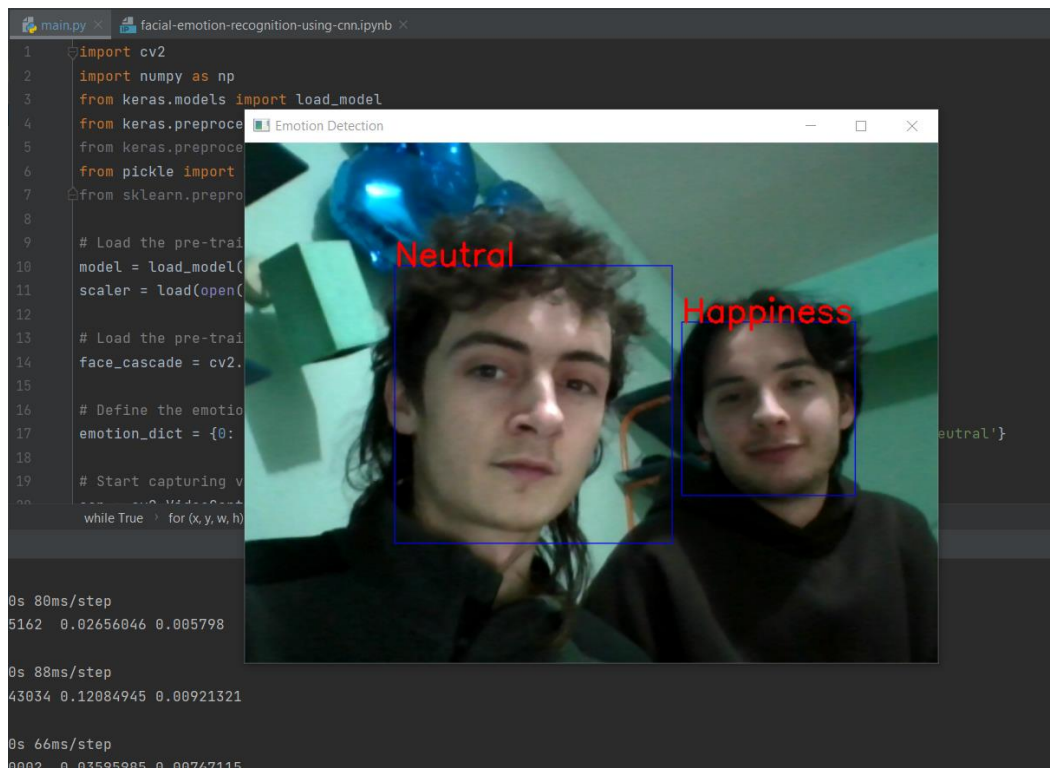 main.py
facial-emotion-recognition-using-cnn.ipynb
1 import cv2
2 import numpy as np
3 from keras.models import load_model
4 from keras.preproce
5 from keras.preproce
6 from pickle import
7 from sklearn.prepro
8
9 # Load the pre-trai
10 model = load_model(
11 scaler = load(open(
12
13 # Load the pre-trai
14 face_cascade = cv2.
15
16 # Define the emotio
17 emotion_dict = {0: eutral'}
18
19 # Start capturing v
while True > for (x, y, w, h)
Emotion Detection
Neutral
Happiness
0s 80ms/step
5162 0.02656046 0.005798
0s 88ms/step
43034 0.12084945 0.00921321
0s 66ms/step